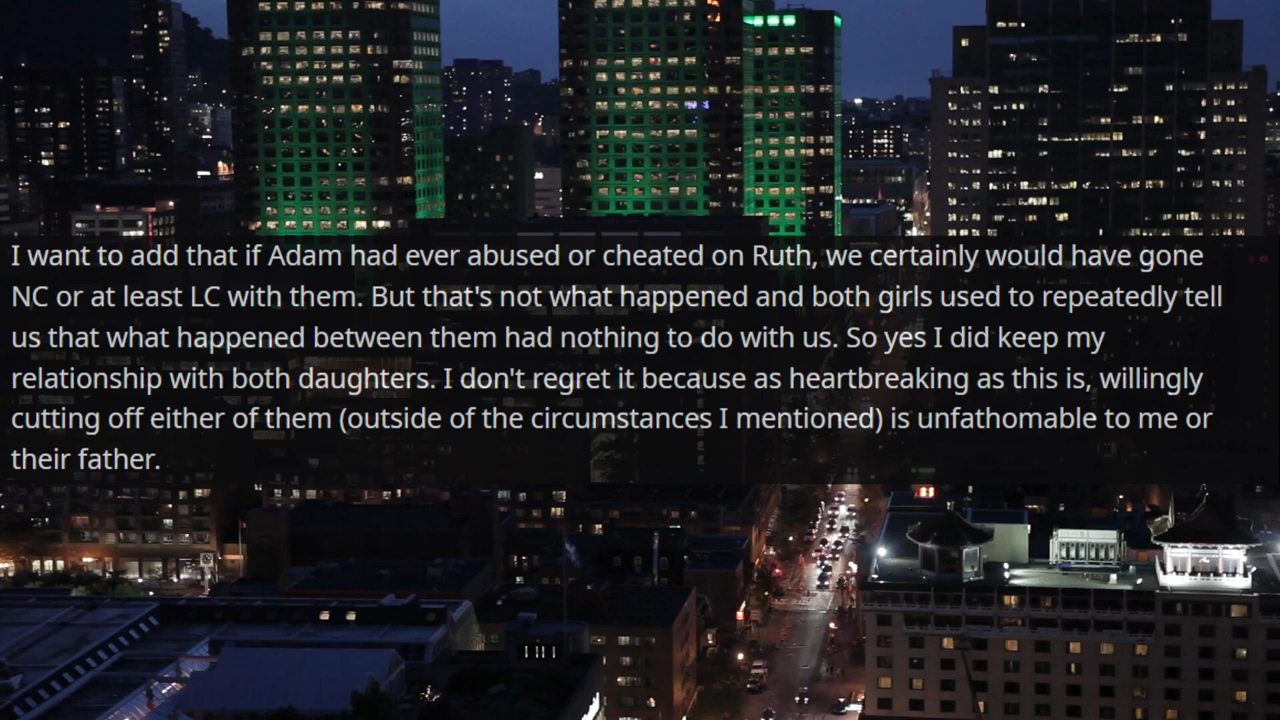 I want to add that if Adam had ever abused or cheated on Ruth, we certainly would have gone
NC or at least LC with them. But that's not what happened and both girls used to repeatedly tell
us that what happened between them had nothing to do with us. So yes I did keep my
relationship with both daughters. I don't regret it because as heartbreaking as this is, willingly
cutting off either of them (outside of the circumstances I mentioned) is unfathomable to me or
their father.